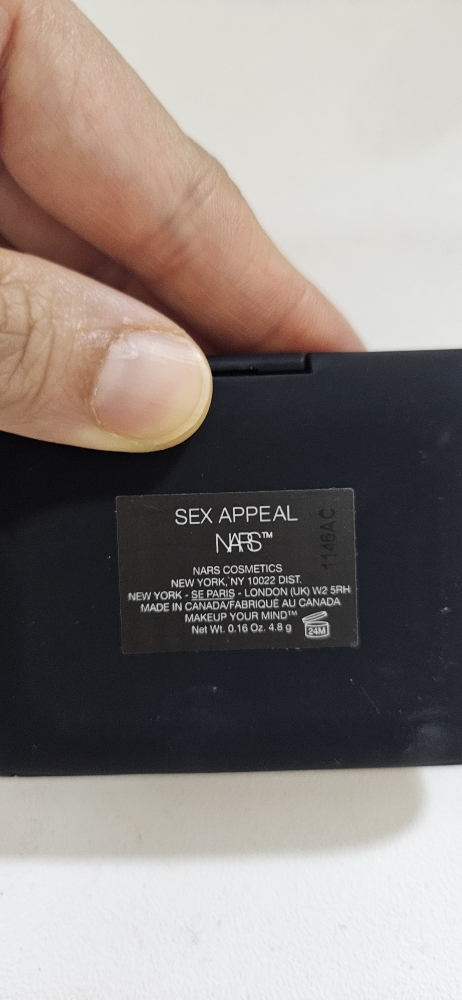 SEX APPEAL
NARS™
1146AC
NARS COSMETICS
NEW YORK, NY 10022 DIST.
NEW YORK - SE PARIS - LONDON (UK) W2 5RH
MADE IN CANADA/FABRIQUÉ AU CANADA
MAKEUP YOUR MIND™
Net Wt. 0.16 Oz. 4.8 g
24M